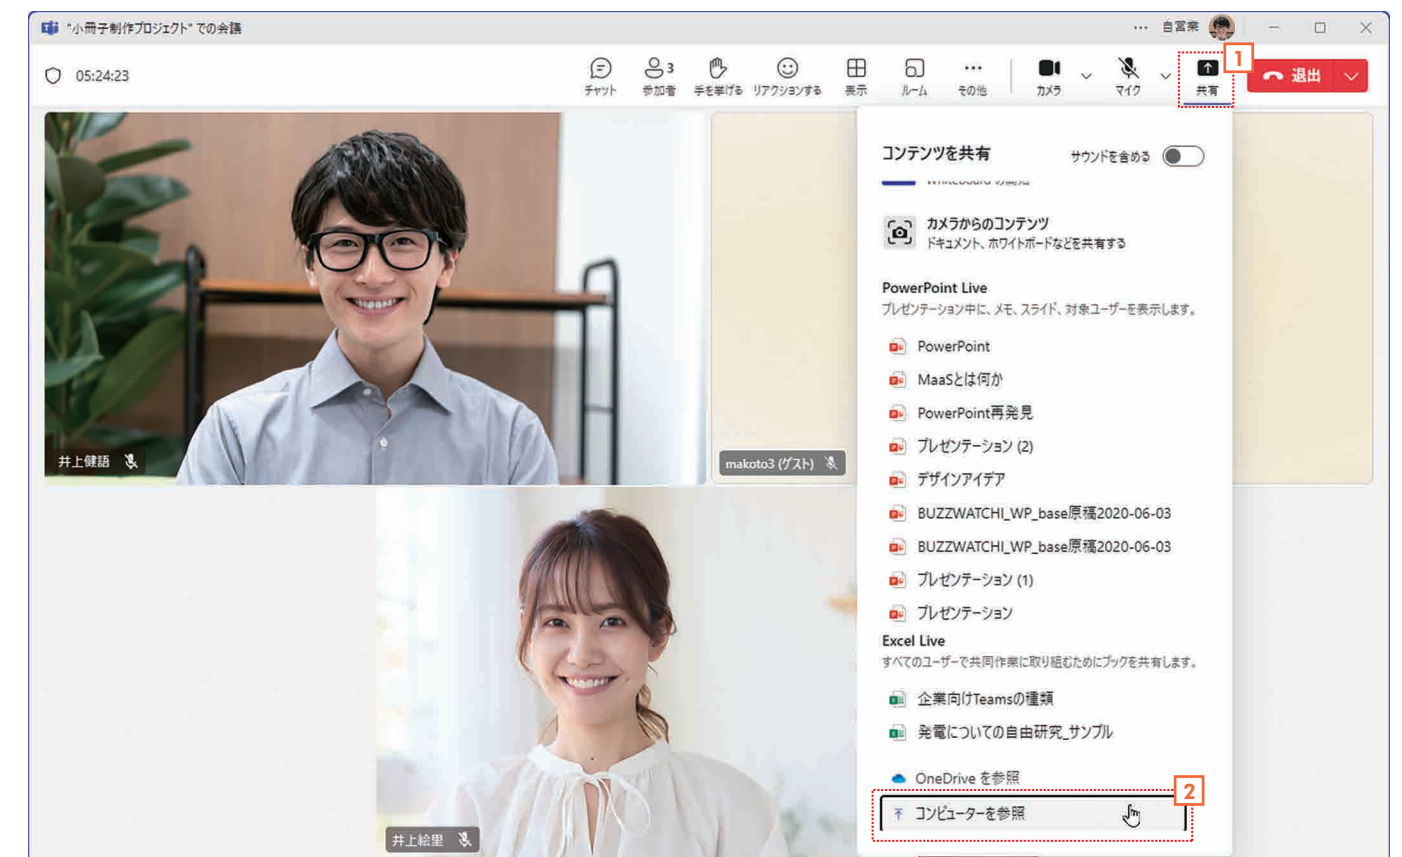 "小冊子制作プロジェクト" での会議
… 自営業
05:24:23
チャット
参加者 3
手を挙げる
リアクションする
表示
ルーム
その他
カメラ
マイク
共有
1
退出
コンテンツを共有
サウンドを含める
Whiteboard の開始
カメラからのコンテンツ
ドキュメント、ホワイトボードなどを共有する
PowerPoint Live
プレゼンテーション中に、メモ、スライド、対象ユーザーを表示します。
PowerPoint
MaaSとは何か
PowerPoint再発見
プレゼンテーション (2)
デザインアイデア
BUZZWATCHI_WP_base原稿2020-06-03
BUZZWATCHI_WP_base原稿2020-06-03
プレゼンテーション (1)
プレゼンテーション
Excel Live
すべてのユーザーで共同作業に取り組むためにブックを共有します。
企業向けTeamsの種類
発電についての自由研究_サンプル
OneDrive を参照
2
コンピューターを参照
井上健語
makoto3 (ゲスト)
井上絵里